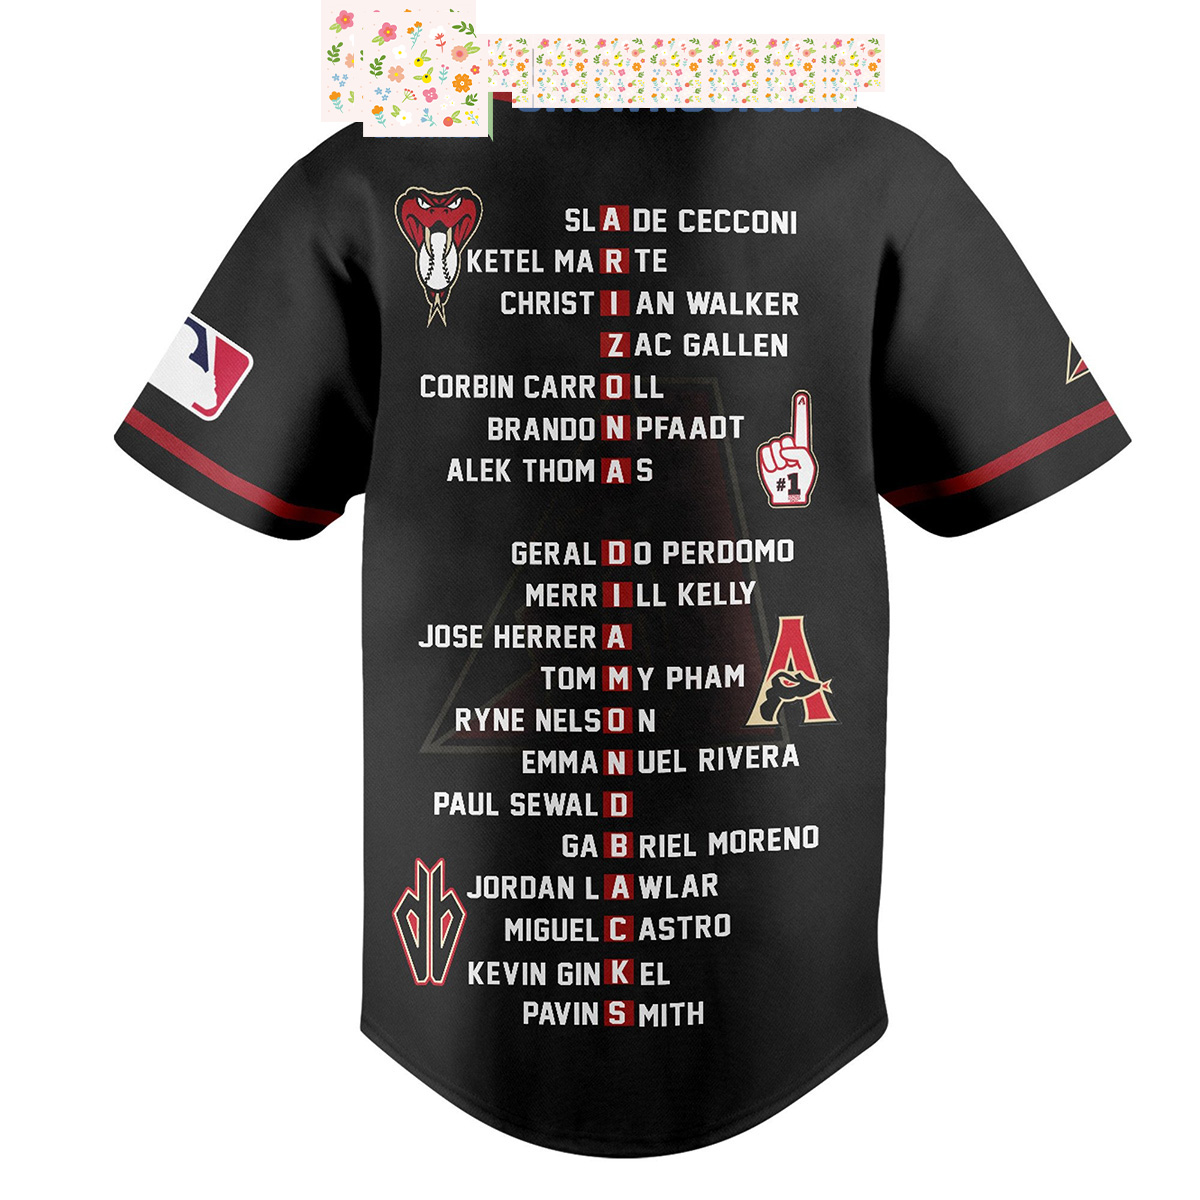 SLADE CECCONI
KETEL MARTE
CHRISTIAN WALKER
ZAC GALLEN
CORBIN CARROLL
BRANDON PFAADT
ALEK THOMAS
#1
GERALDO PERDOMO
MERRILL KELLY
JOSE HERRERA
TOMMY PHAM
A
RYNE NELSON
EMMANUEL RIVERA
PAUL SEWALD
GABRIEL MORENO
JORDAN LAWLAR
MIGUEL CASTRO
KEVIN GINKEL
PAVIN SMITH